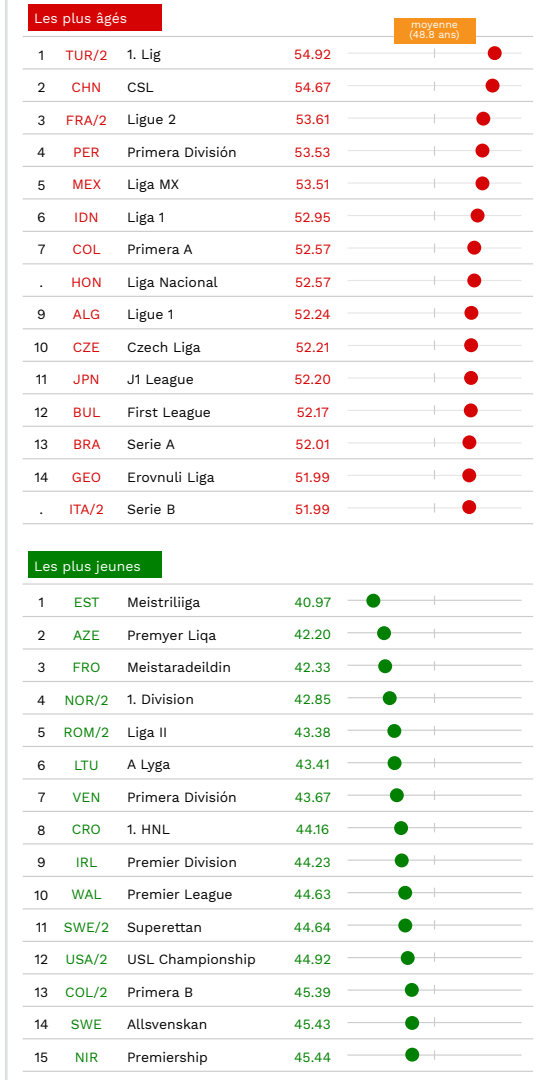 Les plus âgés
moyenne
(48.8 ans)
1 TUR/2 1. Lig 54.92
2 CHN CSL 54.67
3 FRA/2 Ligue 2 53.61
4 PER Primera División 53.53
5 MEX Liga MX 53.51
6 IDN Liga 1 52.95
7 COL Primera A 52.57
. HON Liga Nacional 52.57
9 ALG Ligue 1 52.24
10 CZE Czech Liga 52.21
11 JPN J1 League 52.20
12 BUL First League 52.17
13 BRA Serie A 52.01
14 GEO Erovnuli Liga 51.99
. ITA/2 Serie B 51.99
Les plus jeunes
1 EST Meistriliiga 40.97
2 AZE Premyer Liqa 42.20
3 FRO Meistaradeildin 42.33
4 NOR/2 1. Division 42.85
5 ROM/2 Liga II 43.38
6 LTU A Lyga 43.41
7 VEN Primera División 43.67
8 CRO 1. HNL 44.16
9 IRL Premier Division 44.23
10 WAL Premier League 44.63
11 SWE/2 Superettan 44.64
12 USA/2 USL Championship 44.92
13 COL/2 Primera B 45.39
14 SWE Allsvenskan 45.43
15 NIR Premiership 45.44